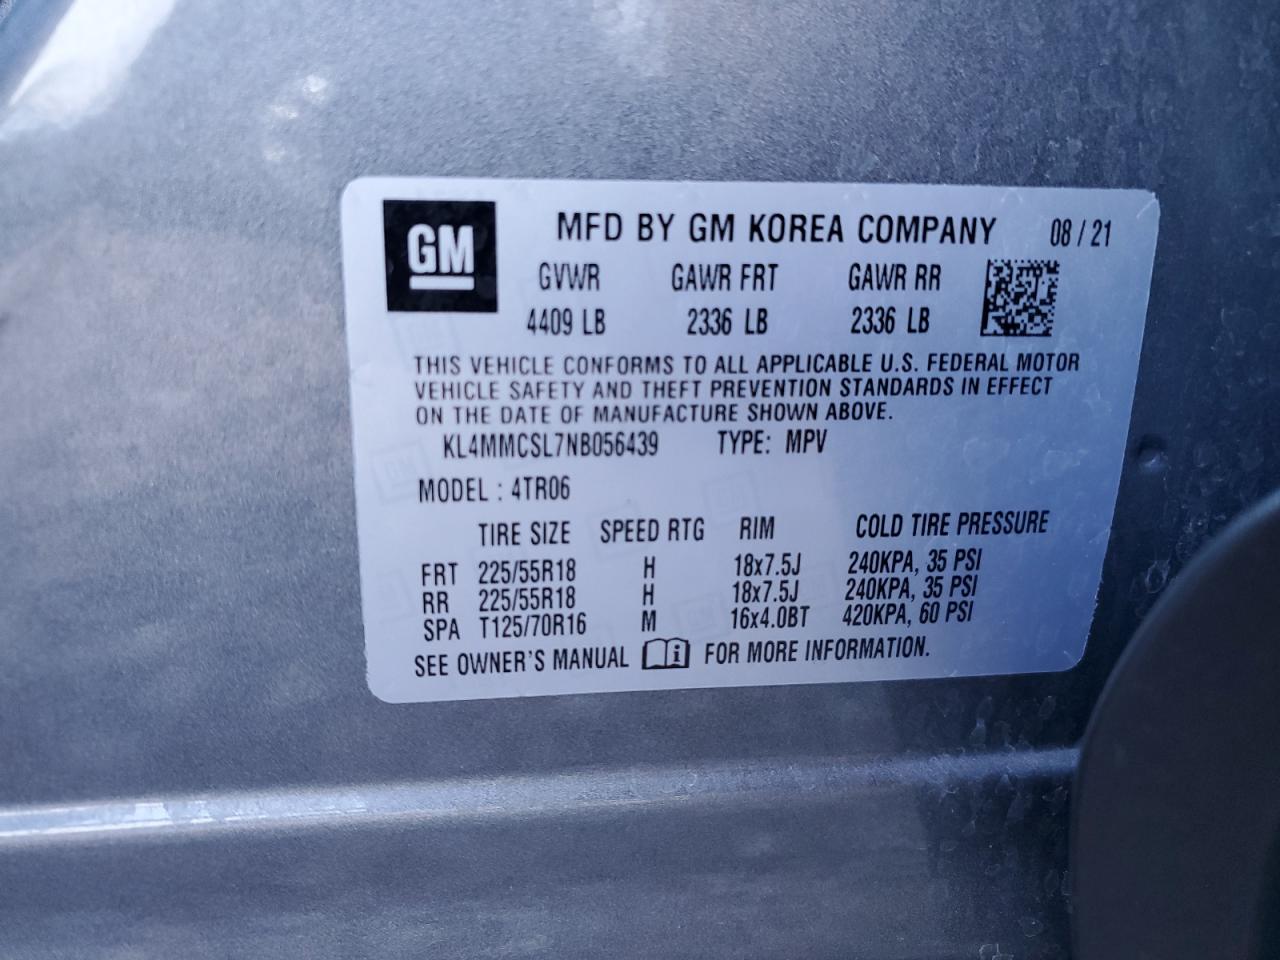 GM
MFD BY GM KOREA COMPANY 08 / 21
GVWR GAWR FRT GAWR RR
4409 LB 2336 LB 2336 LB
THIS VEHICLE CONFORMS TO ALL APPLICABLE U.S. FEDERAL MOTOR
VEHICLE SAFETY AND THEFT PREVENTION STANDARDS IN EFFECT
ON THE DATE OF MANUFACTURE SHOWN ABOVE.
KL4MMCSL7NB056439 TYPE: MPV
MODEL : 4TR06
TIRE SIZE SPEED RTG RIM COLD TIRE PRESSURE
FRT 225/55R18 H 18x7.5J 240KPA, 35 PSI
RR 225/55R18 H 18x7.5J 240KPA, 35 PSI
SPA T125/70R16 M 16x4.0BT 420KPA, 60 PSI
SEE OWNER'S MANUAL i FOR MORE INFORMATION.